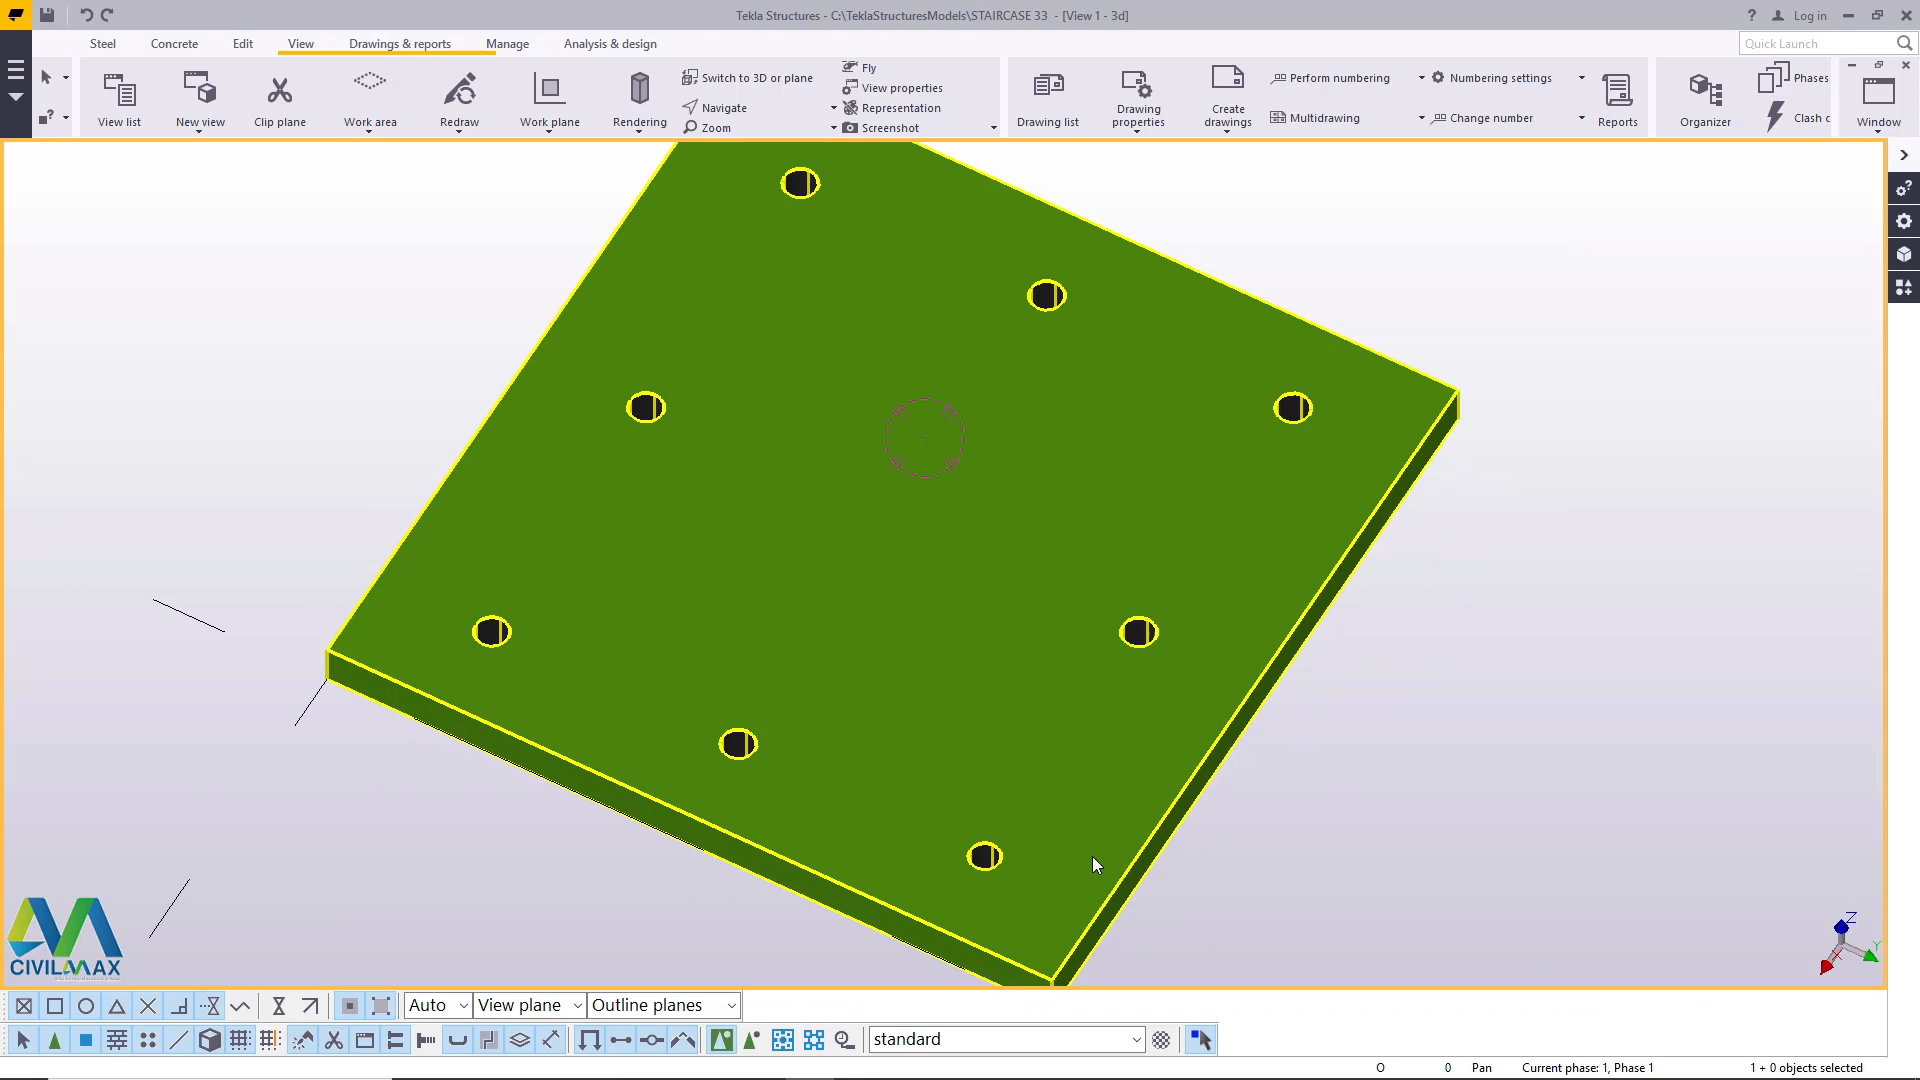 Tekla Structures - C:\TeklaStructuresModels\STAIRCASE 33 - [View 1 - 3d]
? Log in
Steel Concrete Edit View Drawings & reports Manage Analysis & design
Quick Launch
View list
New view
Clip plane
Work area
Redraw
Work plane
Rendering
Switch to 3D or plane
Navigate
Zoom
Fly
View properties
Representation
Screenshot
Drawing list
Drawing properties
Create drawings
Perform numbering
Multidrawing
Numbering settings
Change number
Reports
Organizer
Phases
Clash c
Window
Z
Y
X
CIVILMAX
Auto View plane Outline planes
standard
O 0 Pan Current phase: 1, Phase 1 1 + 0 objects selected